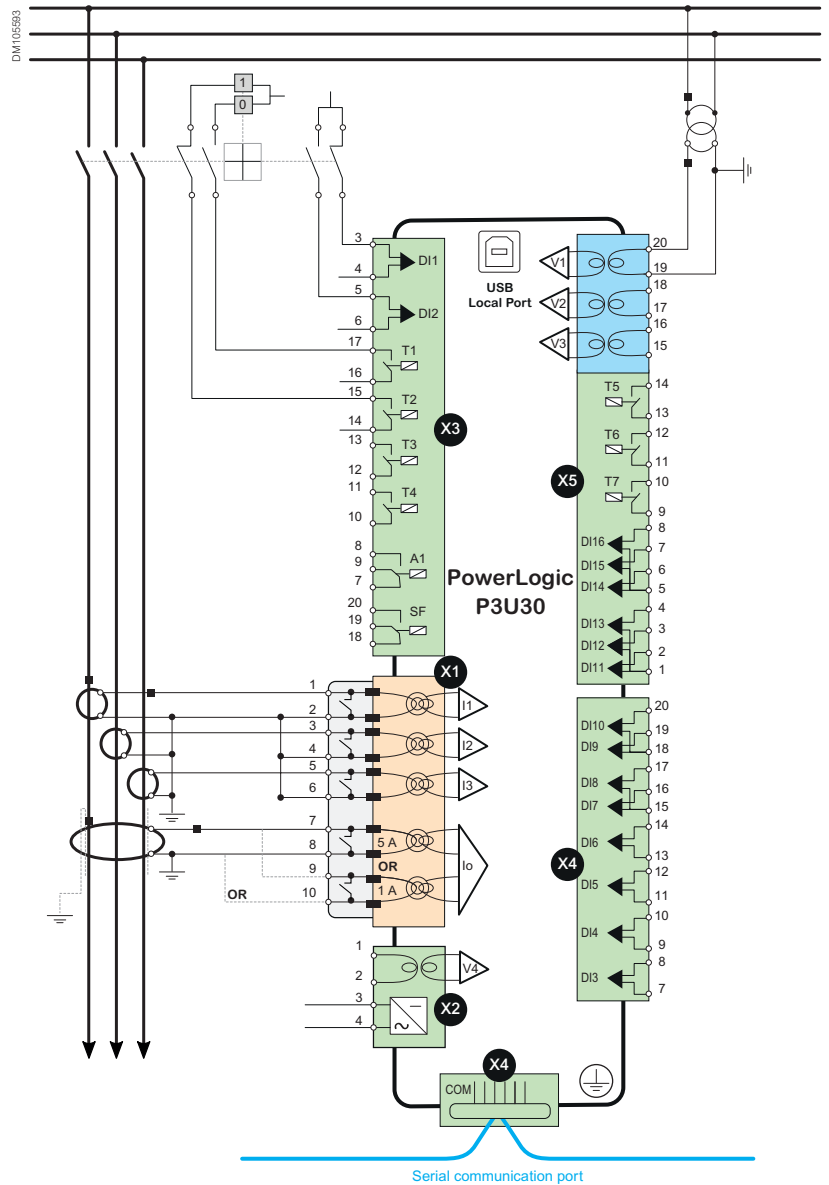 DM105593
1
0
3
DI1
4
5
DI2
6
17
T1
16
15
T2
14
13
T3
12
11
T4
10
8
9
A1
7
20
SF
19
18
X3
USB
Local Port
PowerLogic
P3U30
V1
V2
V3
20
19
18
17
16
15
T5
14
13
T6
12
11
X5
T7
10
9
8
DI16
7
DI15
6
DI14
5
4
DI13
3
DI12
2
DI11
1
X1
1
I1
2
3
I2
4
5
I3
6
7
5 A
8
OR
Io
9
1 A
10
OR
20
DI10
19
DI9
18
17
DI8
16
DI7
15
14
DI6
13
X4
12
DI5
11
10
DI4
9
8
DI3
7
1
V4
2
3
X2
4
X4
COM
Serial communication port